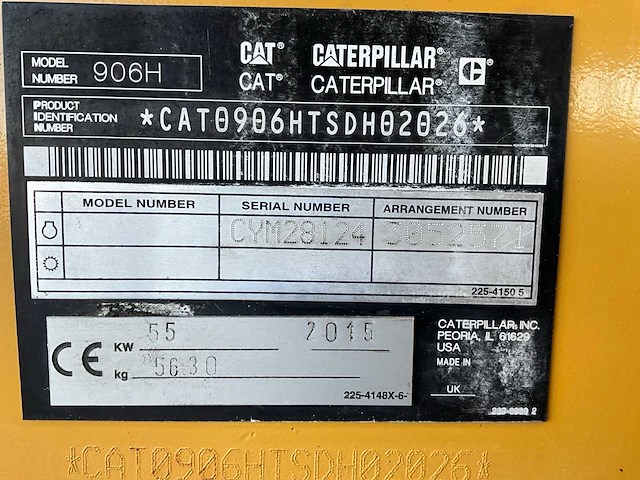 MODEL NUMBER 906H
CAT® CATERPILLAR® C
CAT® CATERPILLAR®
PRODUCT IDENTIFICATION NUMBER *CAT0906HTSDH02026*
MODEL NUMBER SERIAL NUMBER ARRANGEMENT NUMBER
CYM28124 3052571
225-4150 5
CE KW 55 2015
kg 5630
225-4148X-6-
CATERPILLAR, INC.
PEORIA, IL 61629
USA
MADE IN
UK
*CAT0906HTSDH02026*